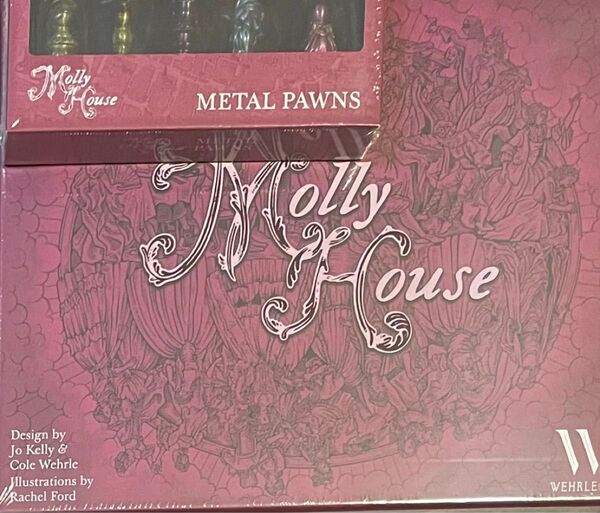 Molly
House
METAL PAWNS
Molly
House
Design by
Jo Kelly &
Cole Wehrle
Illustrations by
Rachel Ford
W
WEHRLE